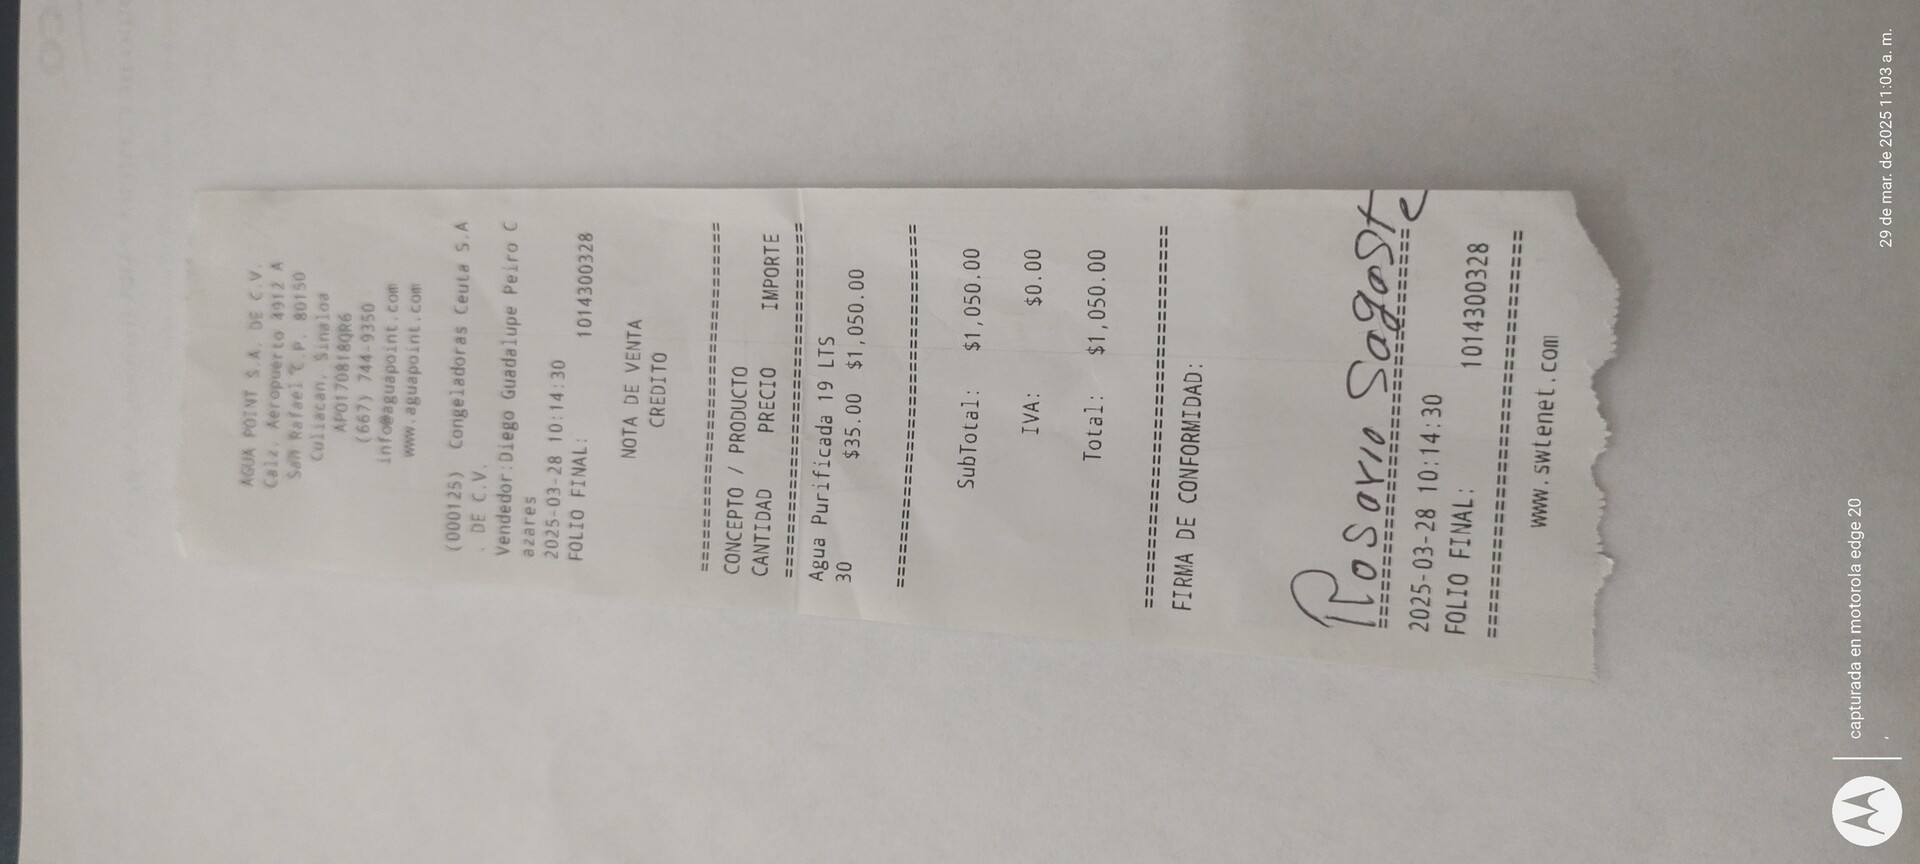 AGUA POINT S.A. DE C.V.
Calz. Aeropuerto 4912 A
San Rafael C.P. 80150
Culiacan, Sinaloa
APO170818QR6
(667) 744-9350
info@aguapoint.com
www.aguapoint.com
(000125) Congeladoras Ceuta S.A
. DE C.V.
Vendedor:Diego Guadalupe Peiro C
azares
2025-03-28 10:14:30
FOLIO FINAL: 1014300328
NOTA DE VENTA
CREDITO
================================
CONCEPTO / PRODUCTO
CANTIDAD PRECIO IMPORTE
================================
Agua Purificada 19 LTS
30 $35.00 $1,050.00
================================
SubTotal: $1,050.00
IVA: $0.00
Total: $1,050.00
================================
FIRMA DE CONFORMIDAD:
Rosario Sagaste
================================
2025-03-28 10:14:30
FOLIO FINAL: 1014300328
================================
www.swtenet.com
capturada en motorola edge 20
,
29 de mar. de 2025 11:03 a. m.